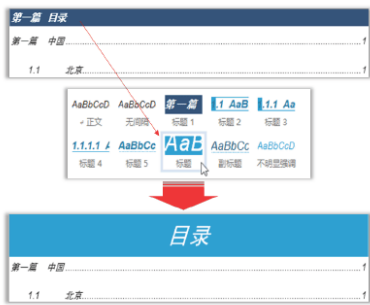 第一篇 目录
第一篇 中国.................................1
1.1 北京.................................1
AaBbCcD AaBbCcD 第一篇 .1 AaB .1.1 Aa
↲正文 无间隔 标题 1 标题 2 标题 3
1.1.1.1 A AaBbCc AaB AaBbCc AaBbCcD
标题 4 标题 5 标题 副标题 不明显强调
目录
第一篇 中国.................................1
1.1 北京.................................1